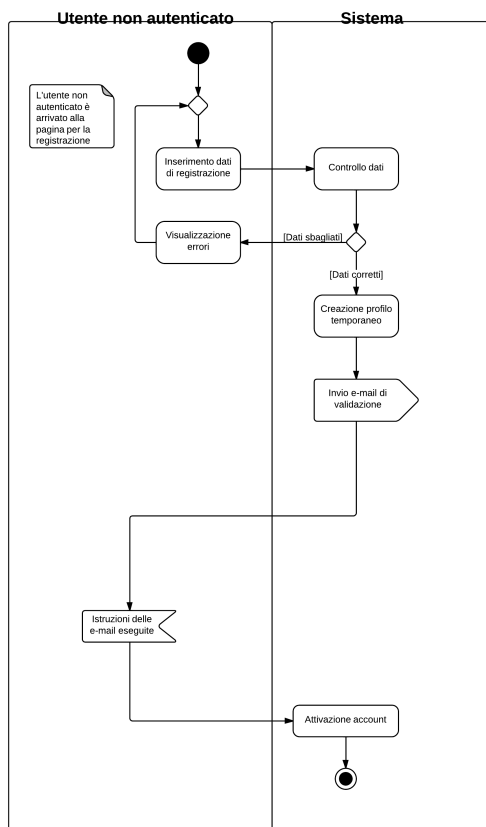 Utente non autenticato
Sistema
L'utente non
autenticato è
arrivato alla
pagina per la
registrazione
Inserimento dati
di registrazione
Controllo dati
Visualizzazione
errori
[Dati sbagliati]
[Dati corretti]
Creazione profilo
temporaneo
Invio e-mail di
validazione
Istruzioni delle
e-mail eseguite
Attivazione account